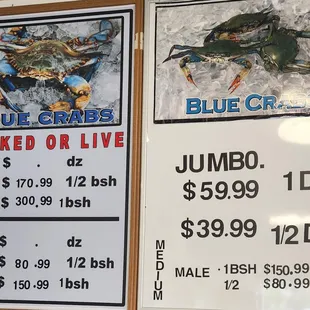 UE CRABS
KED OR LIVE
$ . dz
$ 170.99 1/2 bsh
$ 300.99 1bsh
$ . dz
$ 80.99 1/2 bsh
$ 150.99 1bsh
BLUE CR
JUMBO.
$59.99 1 D
$39.99 1/2 D
MEDIUM
MALE . 1BSH $150.99
1/2 $80.99